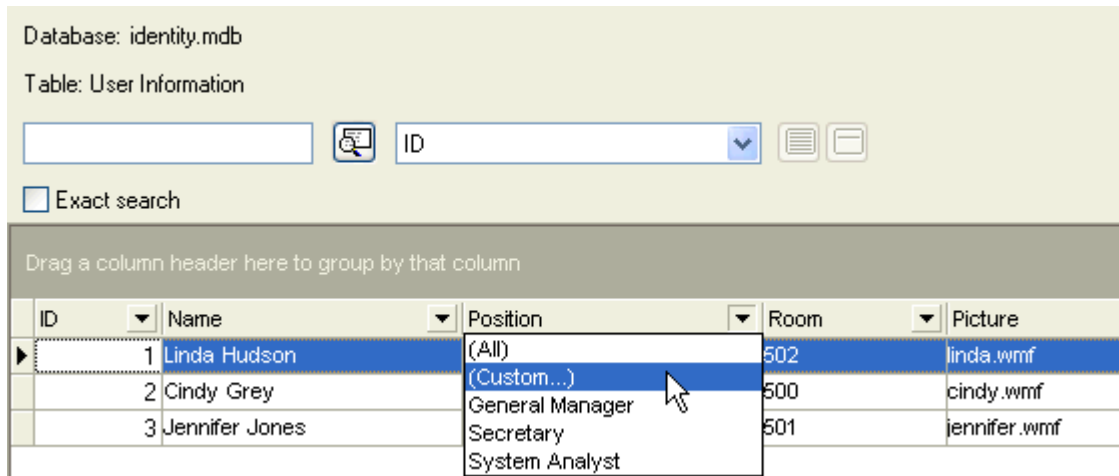 Database: identity.mdb
Table: User Information
ID
Exact search
Drag a column header here to group by that column
ID Name Position Room Picture
1 Linda Hudson (All) 502 linda.wmf
(Custom...)
2 Cindy Grey General Manager 500 cindy.wmf
3 Jennifer Jones Secretary 501 jennifer.wmf
System Analyst